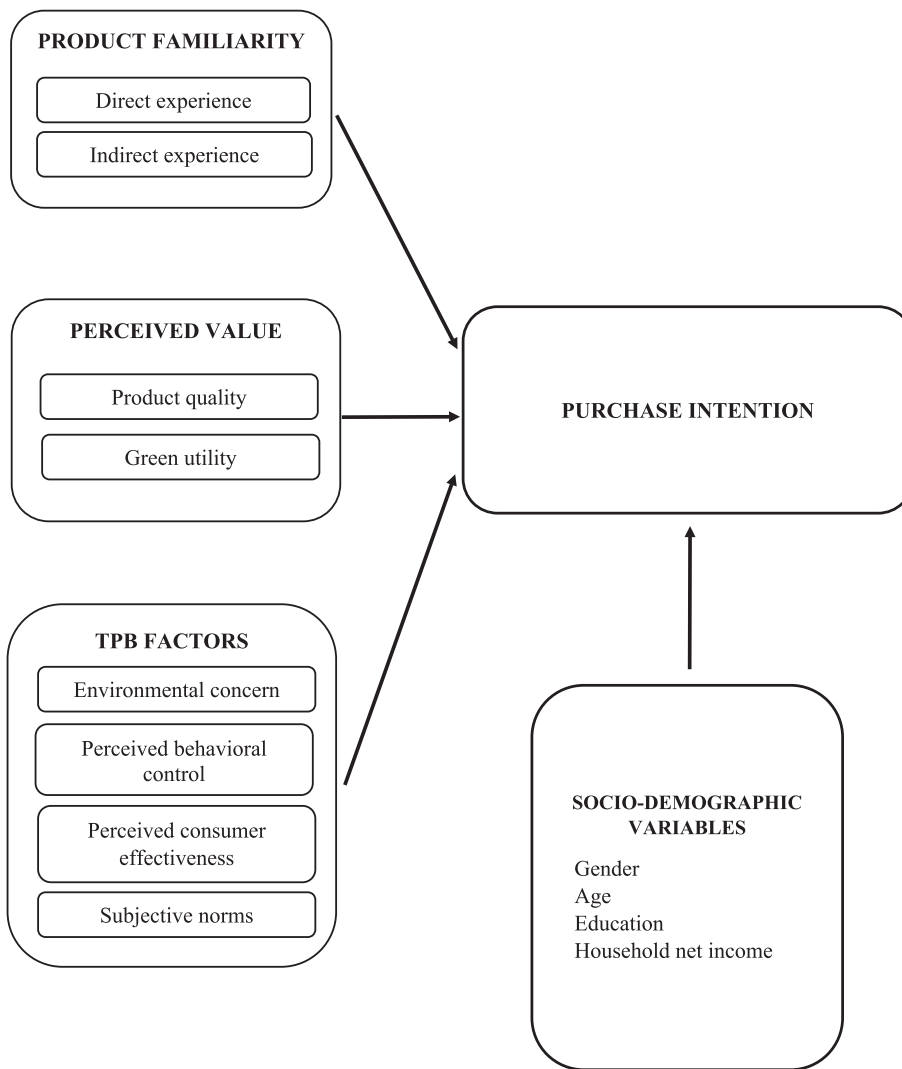 PRODUCT FAMILIARITY
Direct experience
Indirect experience
PERCEIVED VALUE
Product quality
Green utility
PURCHASE INTENTION
TPB FACTORS
Environmental concern
Perceived behavioral
control
Perceived consumer
effectiveness
Subjective norms
SOCIO-DEMOGRAPHIC
VARIABLES
Gender
Age
Education
Household net income